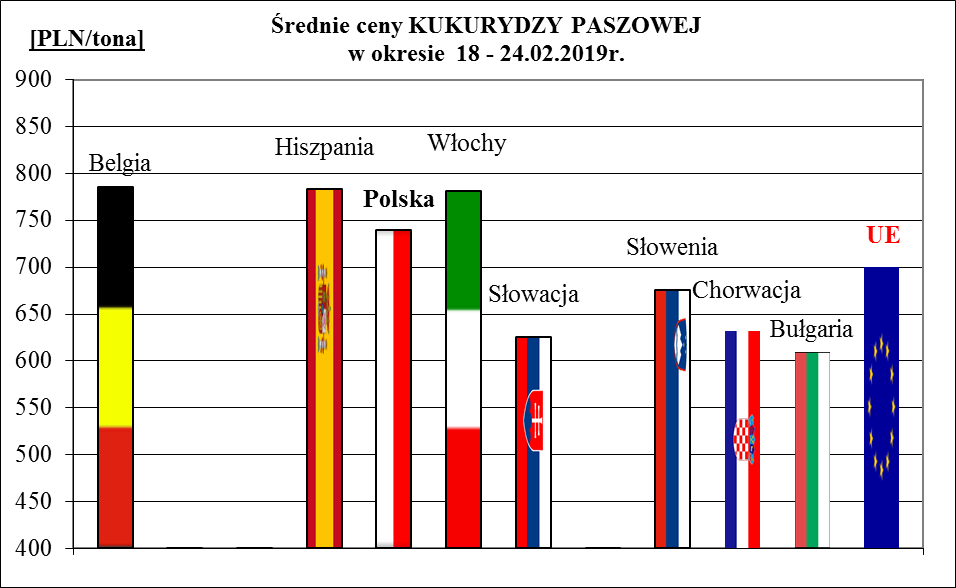 Średnie ceny KUKURYDZY PASZOWEJ
w okresie 18 - 24.02.2019r.
[PLN/tona]
900
850
800
750
700
650
600
550
500
450
400
Belgia
Hiszpania
Polska
Włochy
Słowacja
Słowenia
Chorwacja
Bułgaria
UE